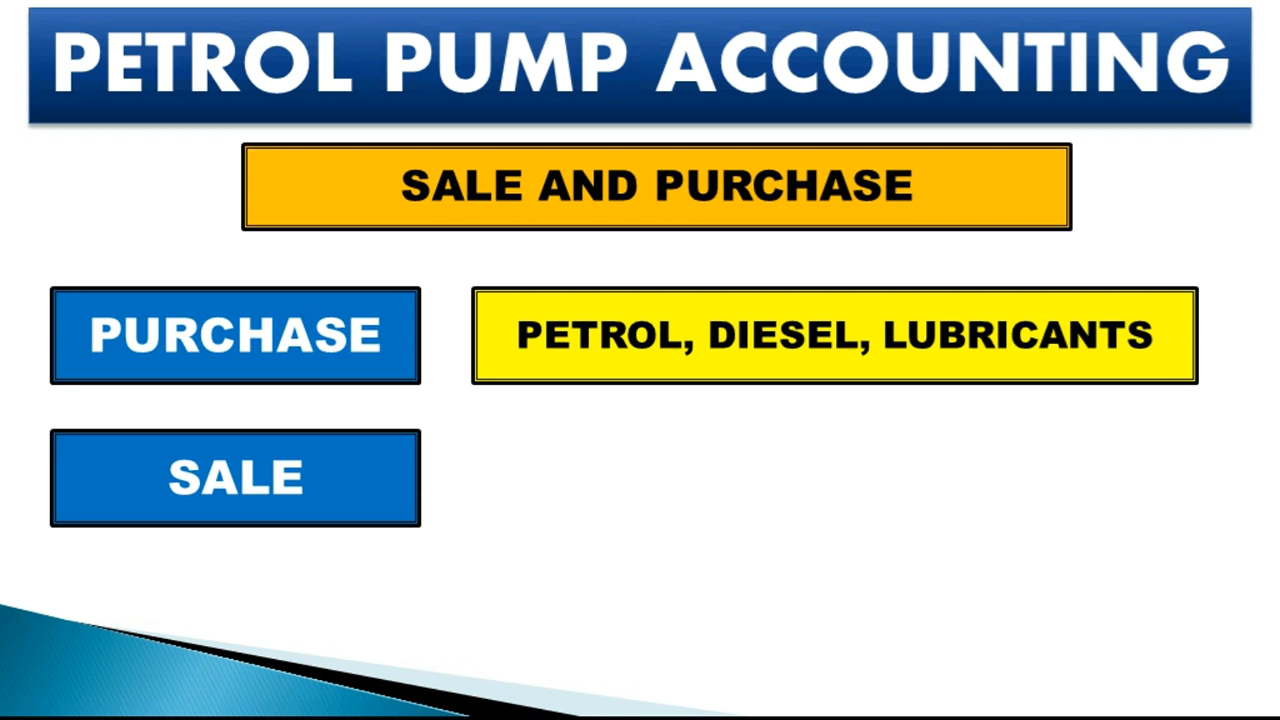 PETROL PUMP ACCOUNTING
SALE AND PURCHASE
PURCHASE
PETROL, DIESEL, LUBRICANTS
SALE